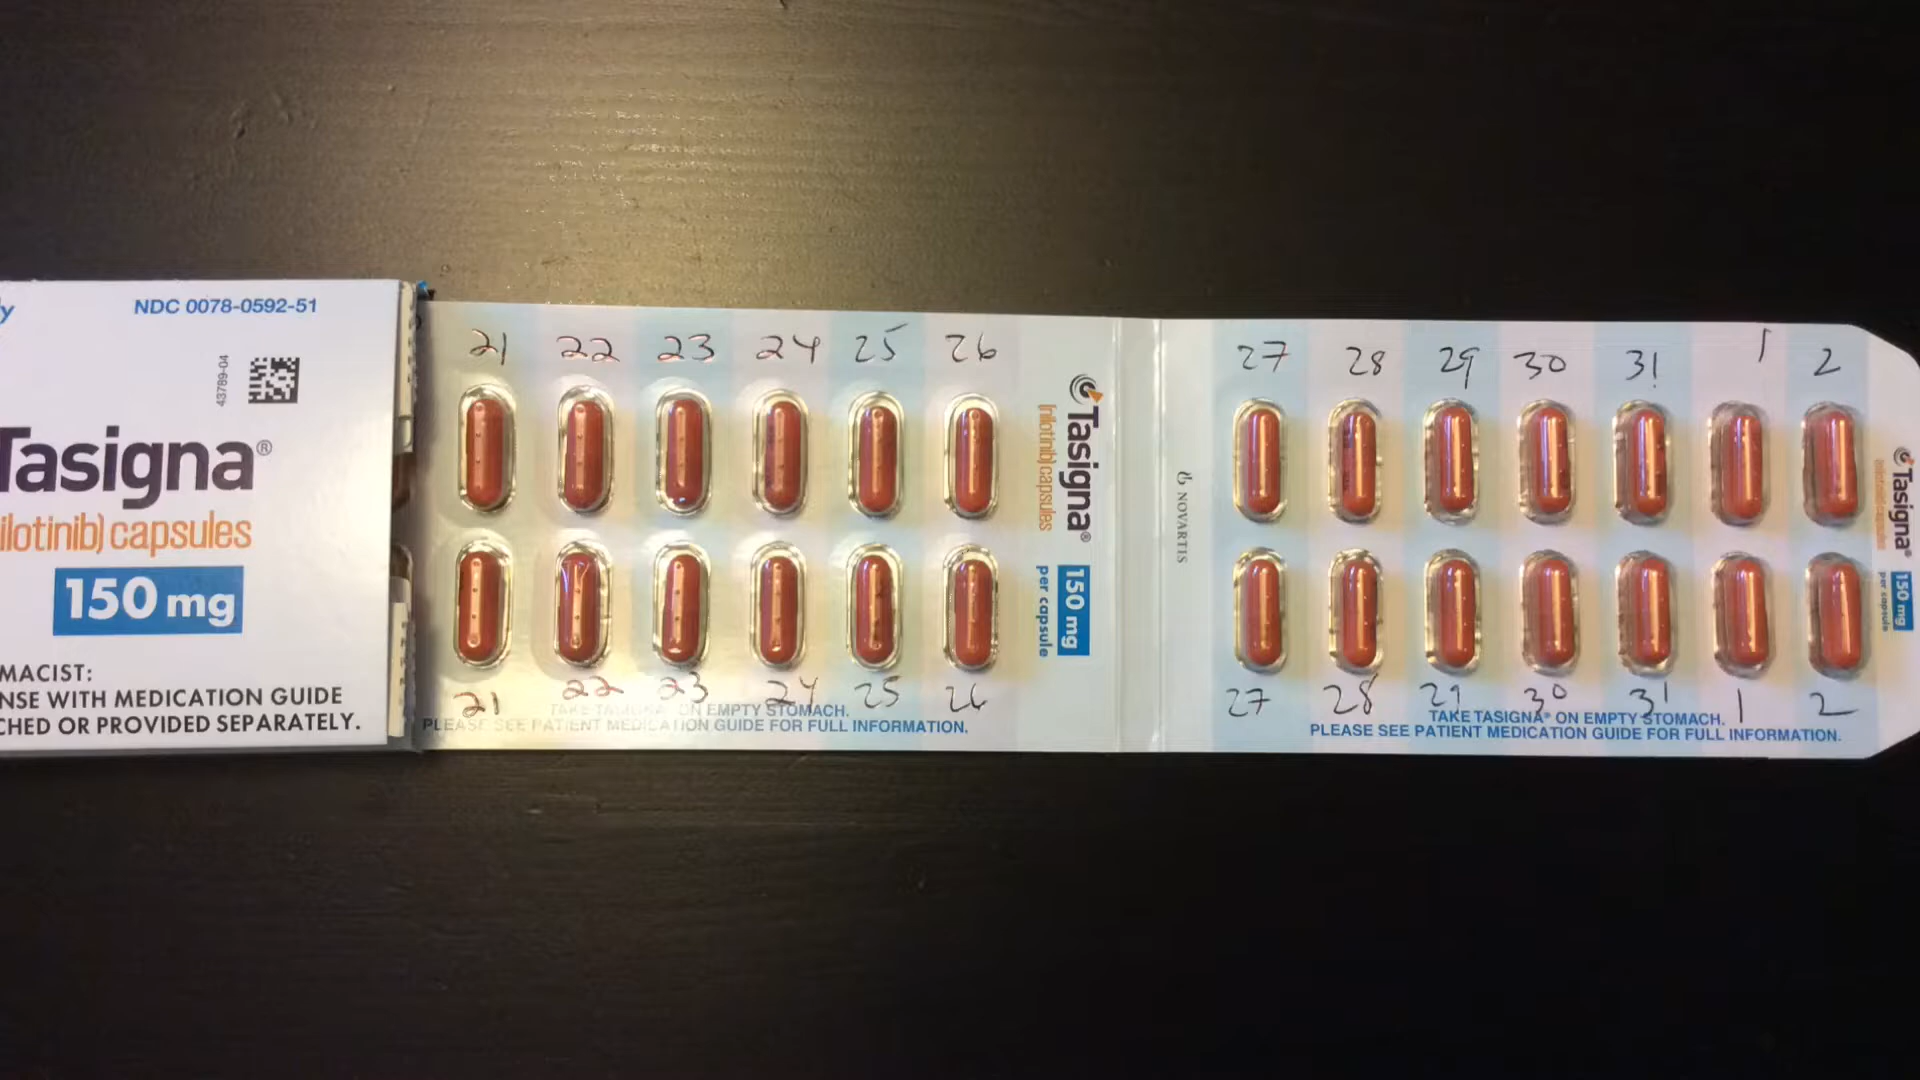 y
NDC 0078-0592-51
43789-04
Tasigna®
ilotinib) capsules
150 mg
MACIST:
NSE WITH MEDICATION GUIDE
CHED OR PROVIDED SEPARATELY.
21 22 23 24 25 26
21 22 23 24 25 26
TAKE TASIGNA® ON EMPTY STOMACH.
PLEASE SEE PATIENT MEDICATION GUIDE FOR FULL INFORMATION.
Tasigna®
(nilotinib) capsules
150 mg
per capsule
NOVARTIS
27 28 29 30 31 1 2
27 28 29 30 31 1 2
TAKE TASIGNA® ON EMPTY STOMACH.
PLEASE SEE PATIENT MEDICATION GUIDE FOR FULL INFORMATION.
Tasigna®
(nilotinib) capsules
150 mg
per capsule